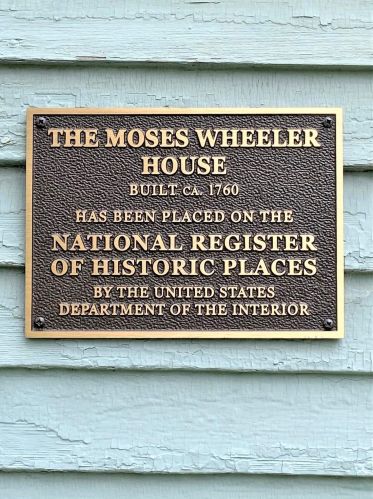 THE MOSES WHEELER
HOUSE
BUILT CA. 1760
HAS BEEN PLACED ON THE
NATIONAL REGISTER
OF HISTORIC PLACES
BY THE UNITED STATES
DEPARTMENT OF THE INTERIOR